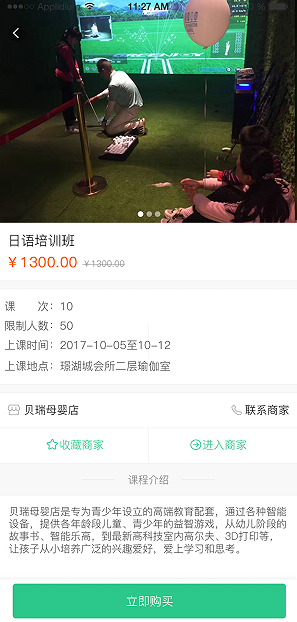 11:27 AM
日语培训班
￥1300.00 ￥1300.00
课　　次：10
限制人数：50
上课时间：2017-10-05至10-12
上课地点：璟湖城会所二层瑜伽室
贝瑞母婴店 联系商家
收藏商家 进入商家
课程介绍
贝瑞母婴店是专为青少年设立的高端教育配套，通过各种智能
设备，提供各年龄段儿童、青少年的益智游戏，从幼儿阶段的
故事书、智能乐高，到最新高科技室内高尔夫、3D打印等，
让孩子从小培养广泛的兴趣爱好，爱上学习和思考。
立即购买